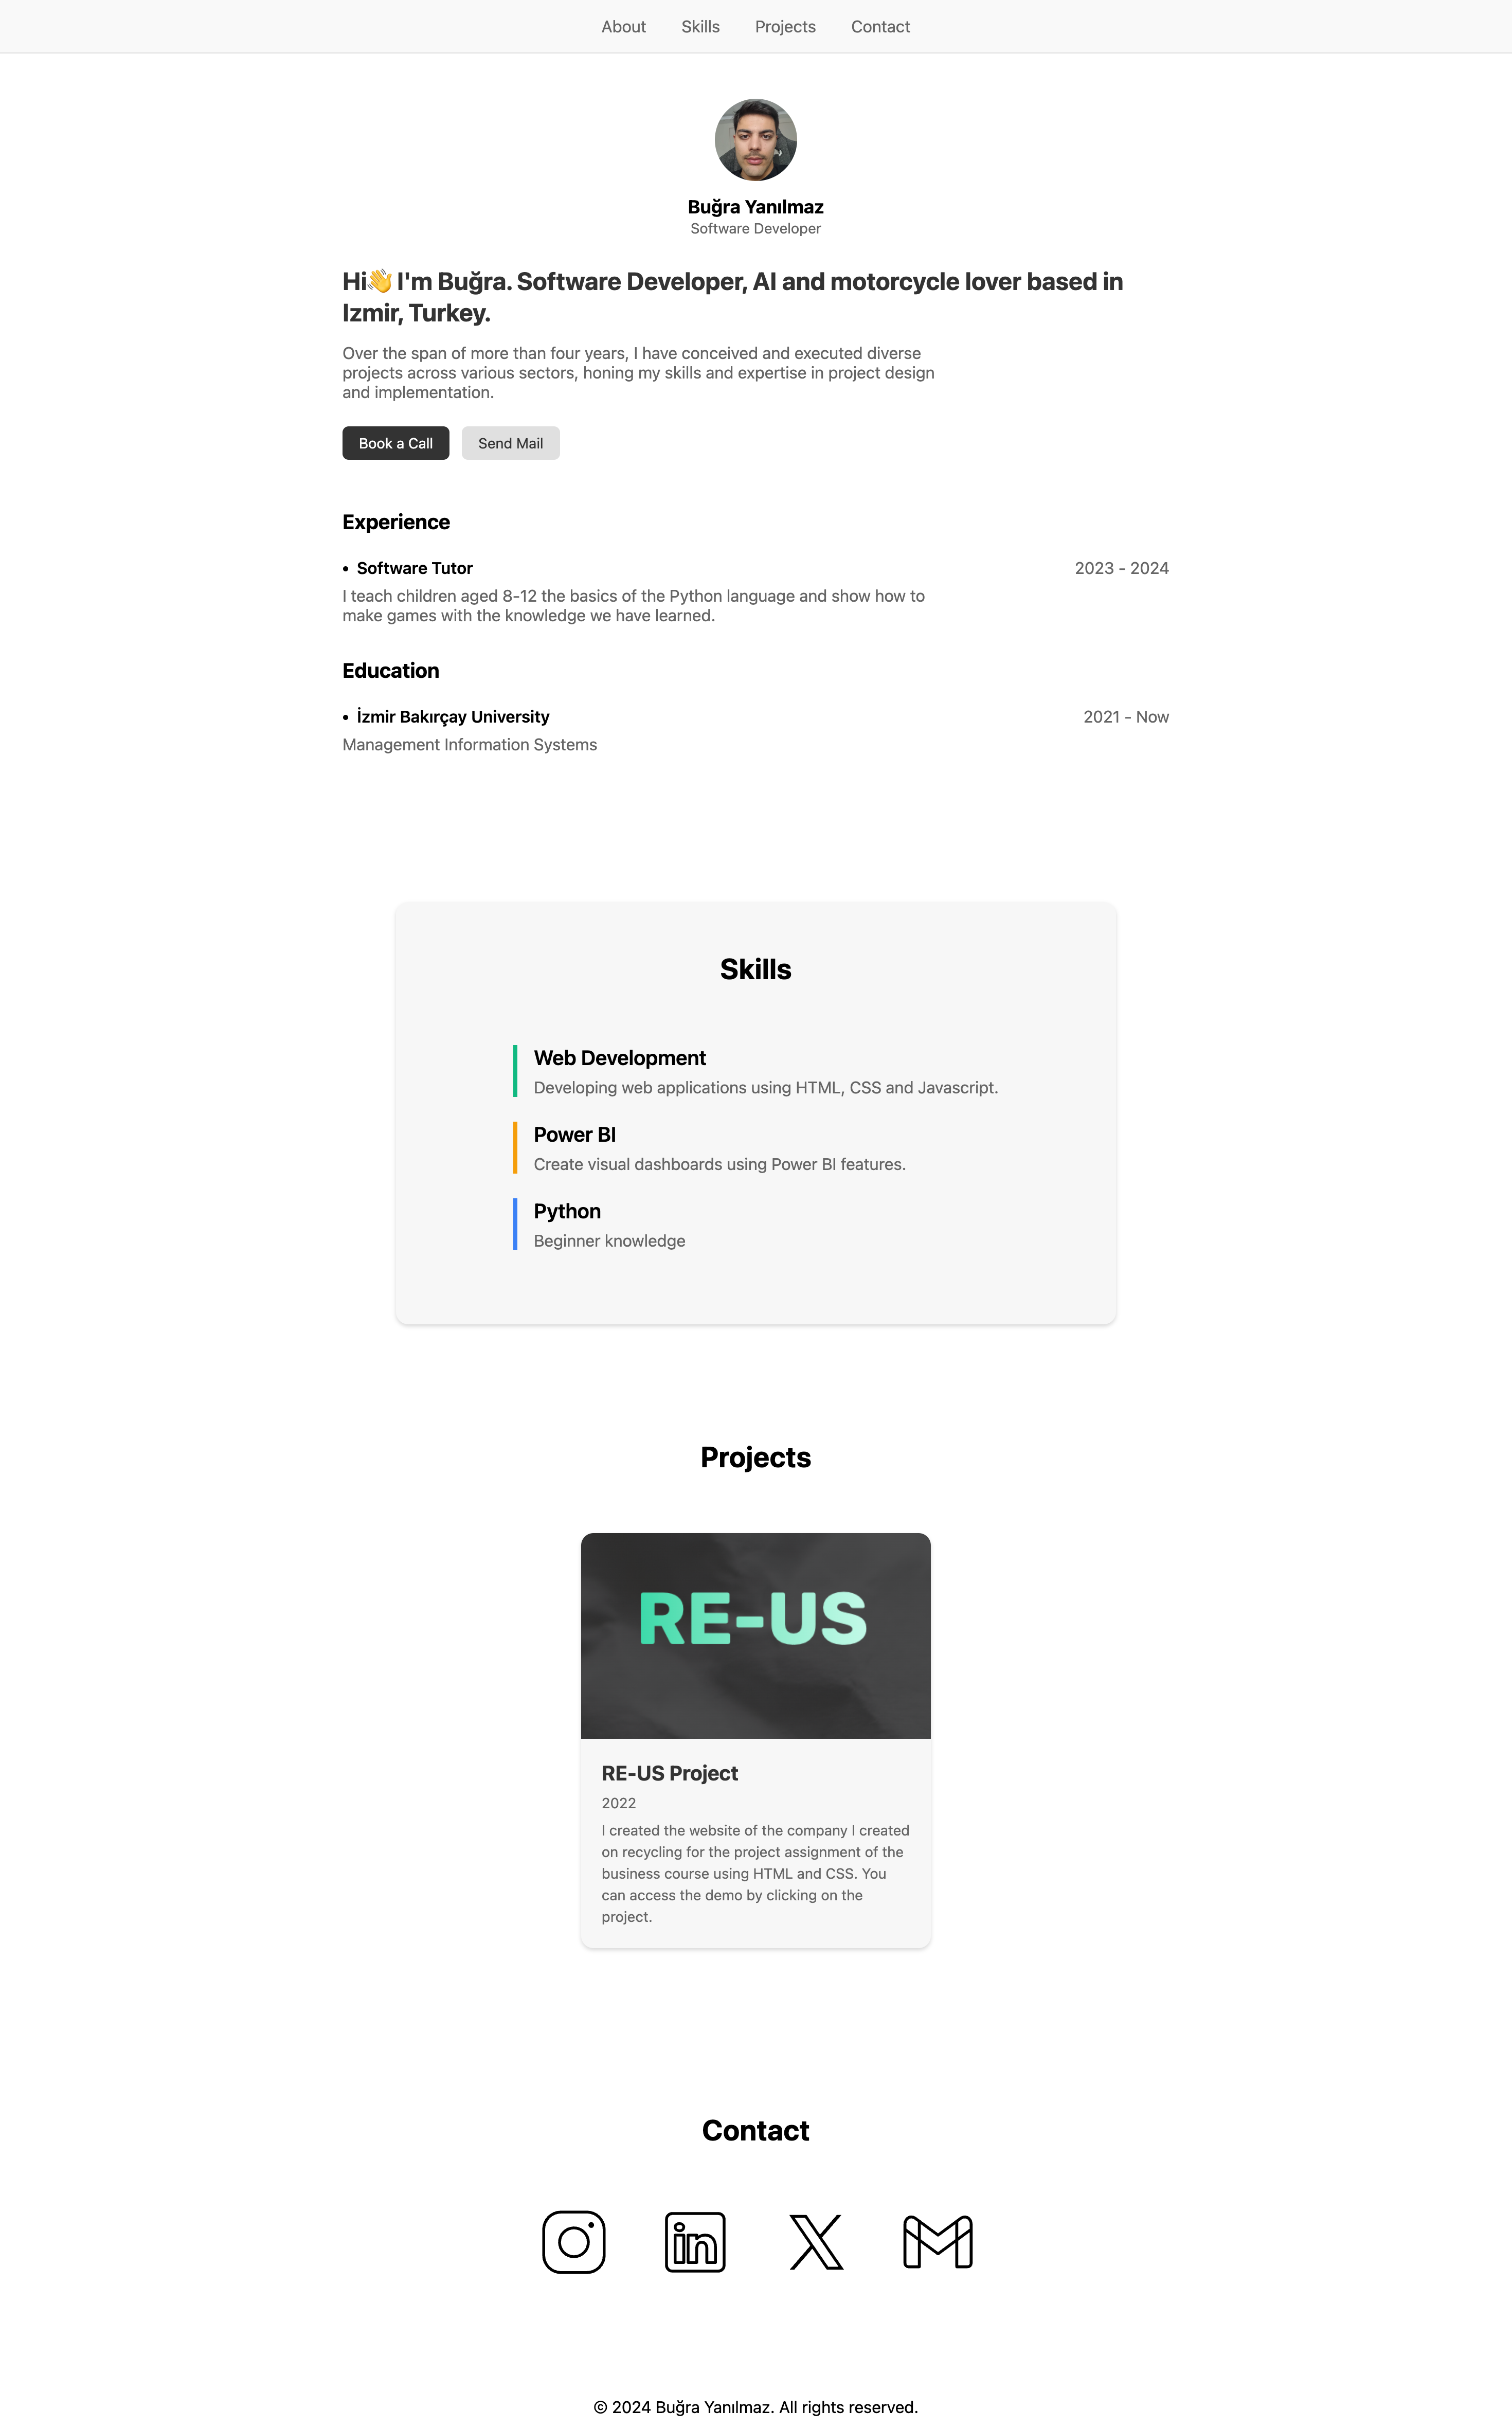 About Skills Projects Contact
Buğra Yanılmaz
Software Developer
Hi👋 I'm Buğra. Software Developer, AI and motorcycle lover based in
Izmir, Turkey.
Over the span of more than four years, I have conceived and executed diverse
projects across various sectors, honing my skills and expertise in project design
and implementation.
Book a Call Send Mail
Experience
• Software Tutor 2023 - 2024
I teach children aged 8-12 the basics of the Python language and show how to
make games with the knowledge we have learned.
Education
• İzmir Bakırçay University 2021 - Now
Management Information Systems
Skills
Web Development
Developing web applications using HTML, CSS and Javascript.
Power BI
Create visual dashboards using Power BI features.
Python
Beginner knowledge
Projects
RE-US
RE-US Project
2022
I created the website of the company I created
on recycling for the project assignment of the
business course using HTML and CSS. You
can access the demo by clicking on the
project.
Contact
in
© 2024 Buğra Yanılmaz. All rights reserved.